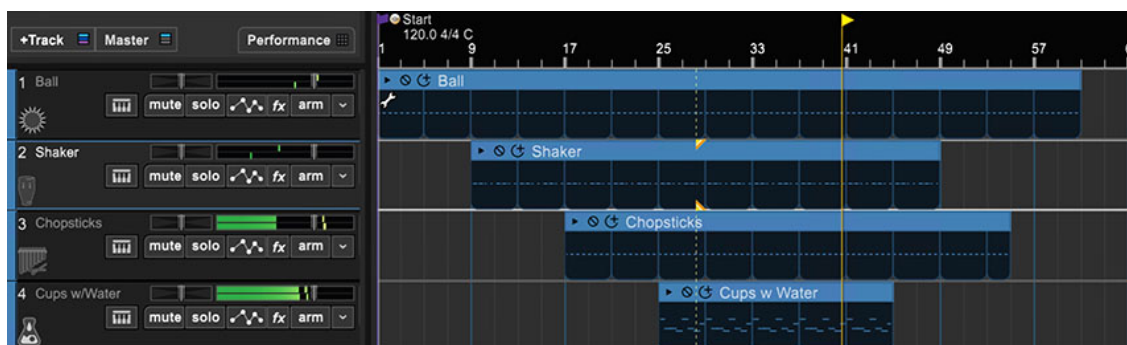 +Track Master Performance
Start
120.0 4/4 C
1 9 17 25 33 41 49 57
1 Ball
mute solo fx arm
Ball
2 Shaker
mute solo fx arm
Shaker
3 Chopsticks
mute solo fx arm
Chopsticks
4 Cups w/Water
mute solo fx arm
Cups w Water